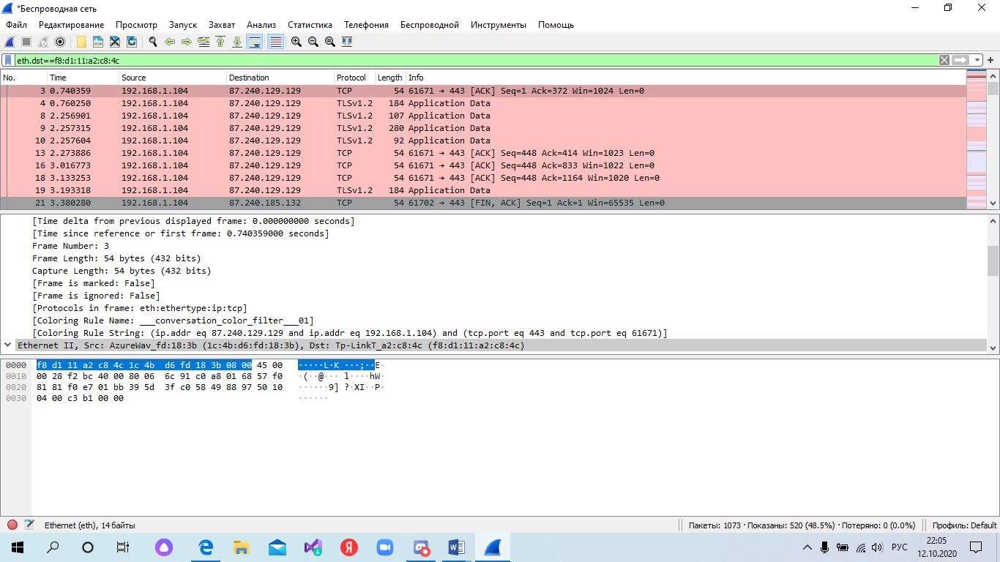 *Беспроводная сеть
Файл Редактирование Просмотр Запуск Захват Анализ Статистика Телефония Беспроводной Инструменты Помощь
eth.dst==f8:d1:11:a2:c8:4c
No. Time Source Destination Protocol Length Info
3 0.740359 192.168.1.104 87.240.129.129 TCP 54 61671 → 443 [ACK] Seq=1 Ack=372 Win=1024 Len=0
4 0.760250 192.168.1.104 87.240.129.129 TLSv1.2 184 Application Data
8 2.256901 192.168.1.104 87.240.129.129 TLSv1.2 107 Application Data
9 2.257315 192.168.1.104 87.240.129.129 TLSv1.2 280 Application Data
10 2.257604 192.168.1.104 87.240.129.129 TLSv1.2 92 Application Data
13 2.273886 192.168.1.104 87.240.129.129 TCP 54 61671 → 443 [ACK] Seq=448 Ack=414 Win=1023 Len=0
16 3.016773 192.168.1.104 87.240.129.129 TCP 54 61671 → 443 [ACK] Seq=448 Ack=833 Win=1022 Len=0
18 3.133253 192.168.1.104 87.240.129.129 TCP 54 61671 → 443 [ACK] Seq=448 Ack=1164 Win=1020 Len=0
19 3.193318 192.168.1.104 87.240.129.129 TLSv1.2 184 Application Data
21 3.380280 192.168.1.104 87.240.185.132 TCP 54 61702 → 443 [FIN, ACK] Seq=1 Ack=1 Win=65535 Len=0
[Time delta from previous displayed frame: 0.000000000 seconds]
[Time since reference or first frame: 0.740359000 seconds]
Frame Number: 3
Frame Length: 54 bytes (432 bits)
Capture Length: 54 bytes (432 bits)
[Frame is marked: False]
[Frame is ignored: False]
[Protocols in frame: eth:ethertype:ip:tcp]
[Coloring Rule Name: ___conversation_color_filter___01]
[Coloring Rule String: (ip.addr eq 87.240.129.129 and ip.addr eq 192.168.1.104) and (tcp.port eq 443 and tcp.port eq 61671)]
Ethernet II, Src: AzureWav_fd:18:3b (1c:4b:d6:fd:18:3b), Dst: Tp-LinkT_a2:c8:4c (f8:d1:11:a2:c8:4c)
0000 f8 d1 11 a2 c8 4c 1c 4b d6 fd 18 3b 08 00 45 00 ·····L·K ···;··E·
0010 00 28 f2 bc 40 00 80 06 6c 91 c0 a8 01 68 57 f0 ·(··@··· l····hW·
0020 81 81 f0 e7 01 bb 39 5d 3f c0 58 49 88 97 50 10 ······9] ?·XI··P·
0030 04 00 c3 b1 00 00 ······
Ethernet (eth), 14 байты Пакеты: 1073 · Показаны: 520 (48.5%) · Потеряно: 0 (0.0%) Профиль: Default
РУС 22:05
12.10.2020